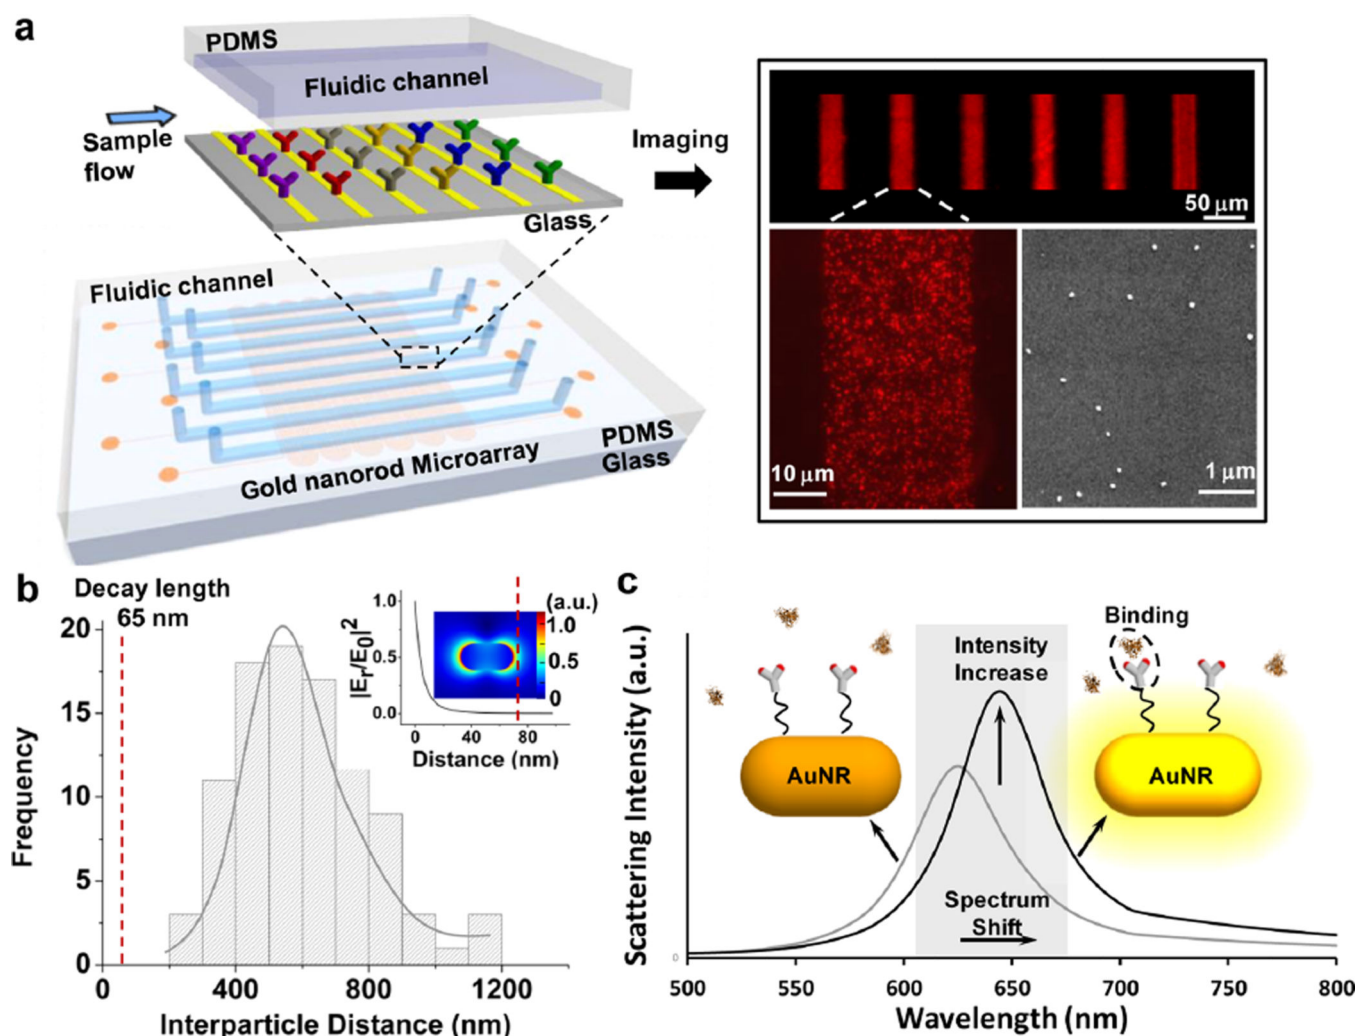 a
PDMS
Fluidic channel
Sample
flow
Imaging
Glass
50 μm
10 μm
1 μm
Fluidic channel
PDMS
Glass
Gold nanorod Microarray
b
Decay length
65 nm
20
15
10
5
0
Frequency
0
400
800
1200
Interparticle Distance (nm)
|Er/E0|2
1.0
0.5
0.0
0
40
80
Distance (nm)
(a.u.)
1.0
0.5
0
c
Scattering Intensity (a.u.)
0
Intensity
Increase
Binding
AuNR
AuNR
Spectrum
Shift
500
550
600
650
700
750
800
Wavelength (nm)